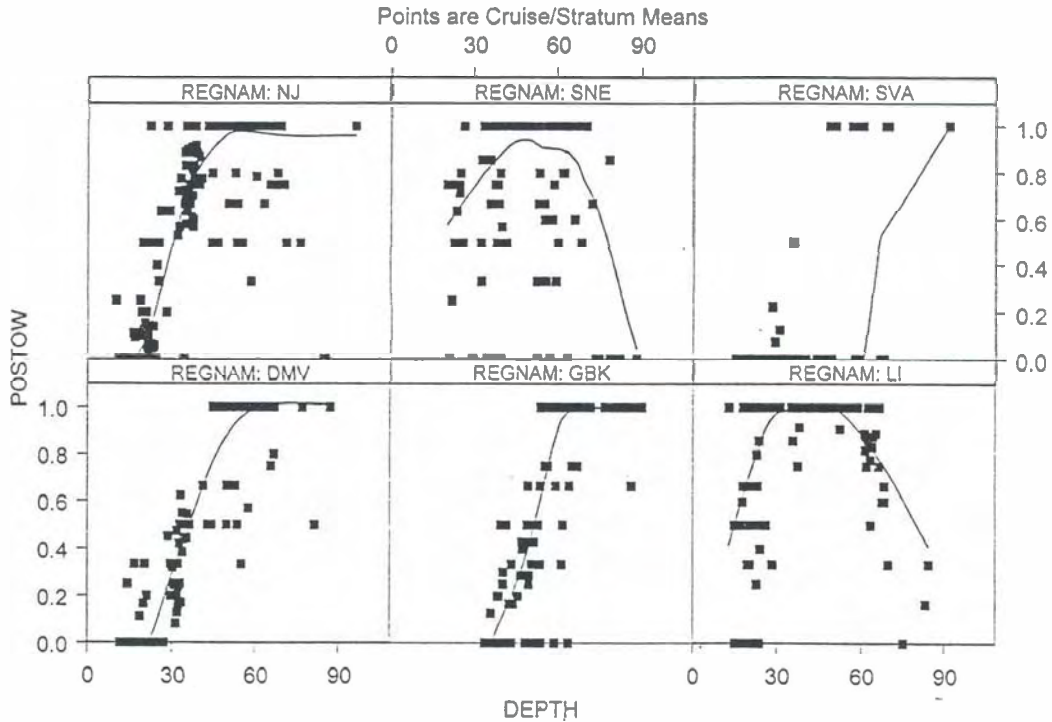 Points are Cruise/Stratum Means
0 30 60 90
REGNAM: NJ REGNAM: SNE REGNAM: SVA
1.0
0.8
0.6
0.4
0.2
0.0
POSTOW
REGNAM: DMV REGNAM: GBK REGNAM: LI
1.0
0.8
0.6
0.4
0.2
0.0
0 30 60 90 0 30 60 90
DEPTH